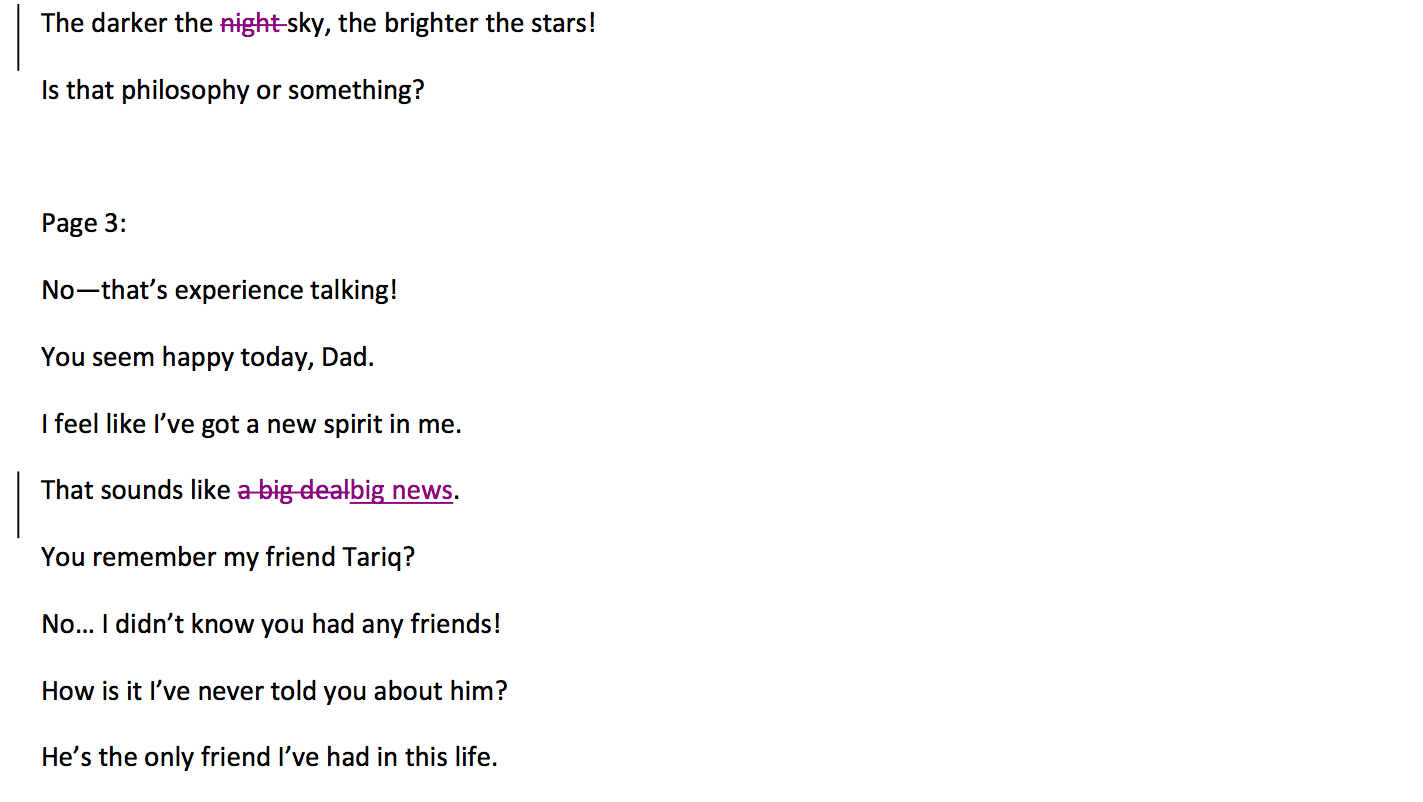 The darker the night sky, the brighter the stars!
Is that philosophy or something?
Page 3:
No—that’s experience talking!
You seem happy today, Dad.
I feel like I’ve got a new spirit in me.
That sounds like a big dealbig news.
You remember my friend Tariq?
No… I didn’t know you had any friends!
How is it I’ve never told you about him?
He’s the only friend I’ve had in this life.